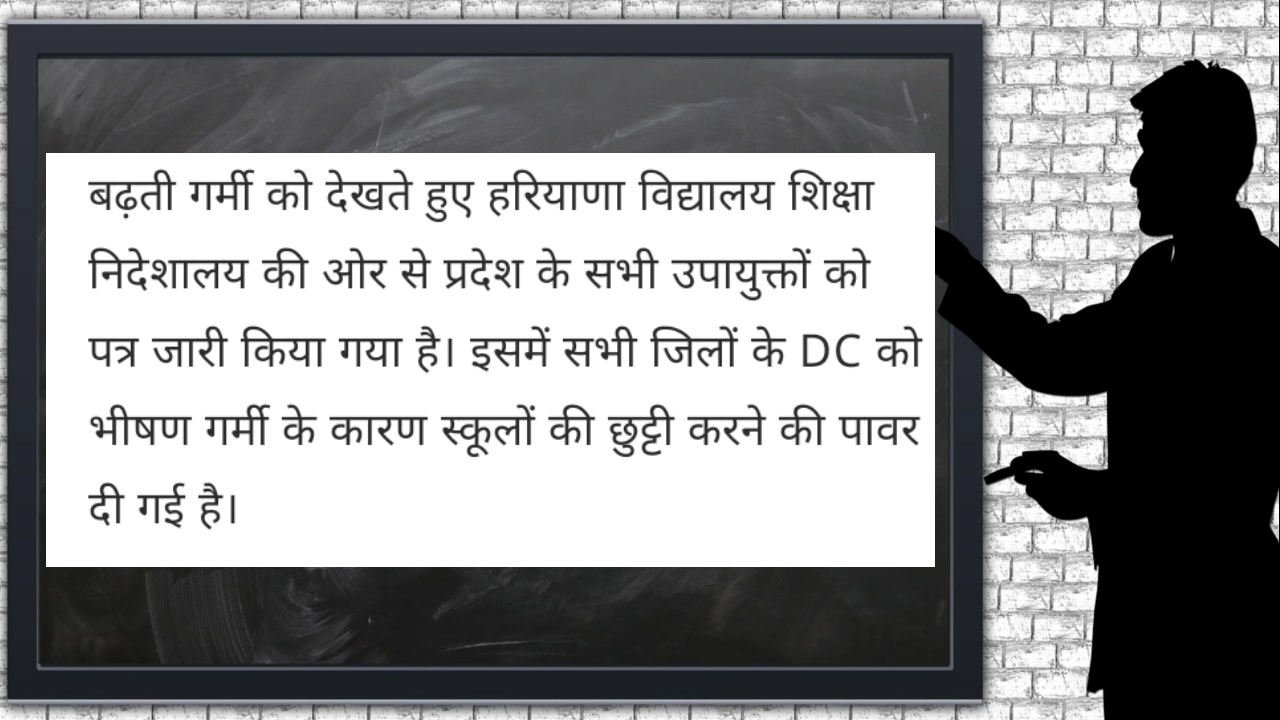 बढ़ती गर्मी को देखते हुए हरियाणा विद्यालय शिक्षा
निदेशालय की ओर से प्रदेश के सभी उपायुक्तों को
पत्र जारी किया गया है। इसमें सभी जिलों के DC को
भीषण गर्मी के कारण स्कूलों की छुट्टी करने की पावर
दी गई है।